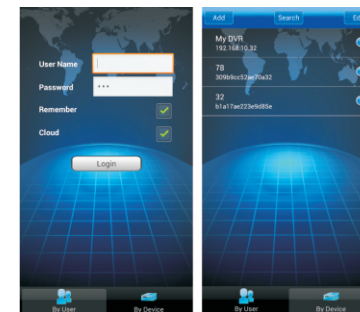 User Name
Password
Remember
Cloud
Login
By User
By Device
Add
Search
My DVR
192.168.10.32
78
32
b1a17ae223e9d85e
By User
By Device